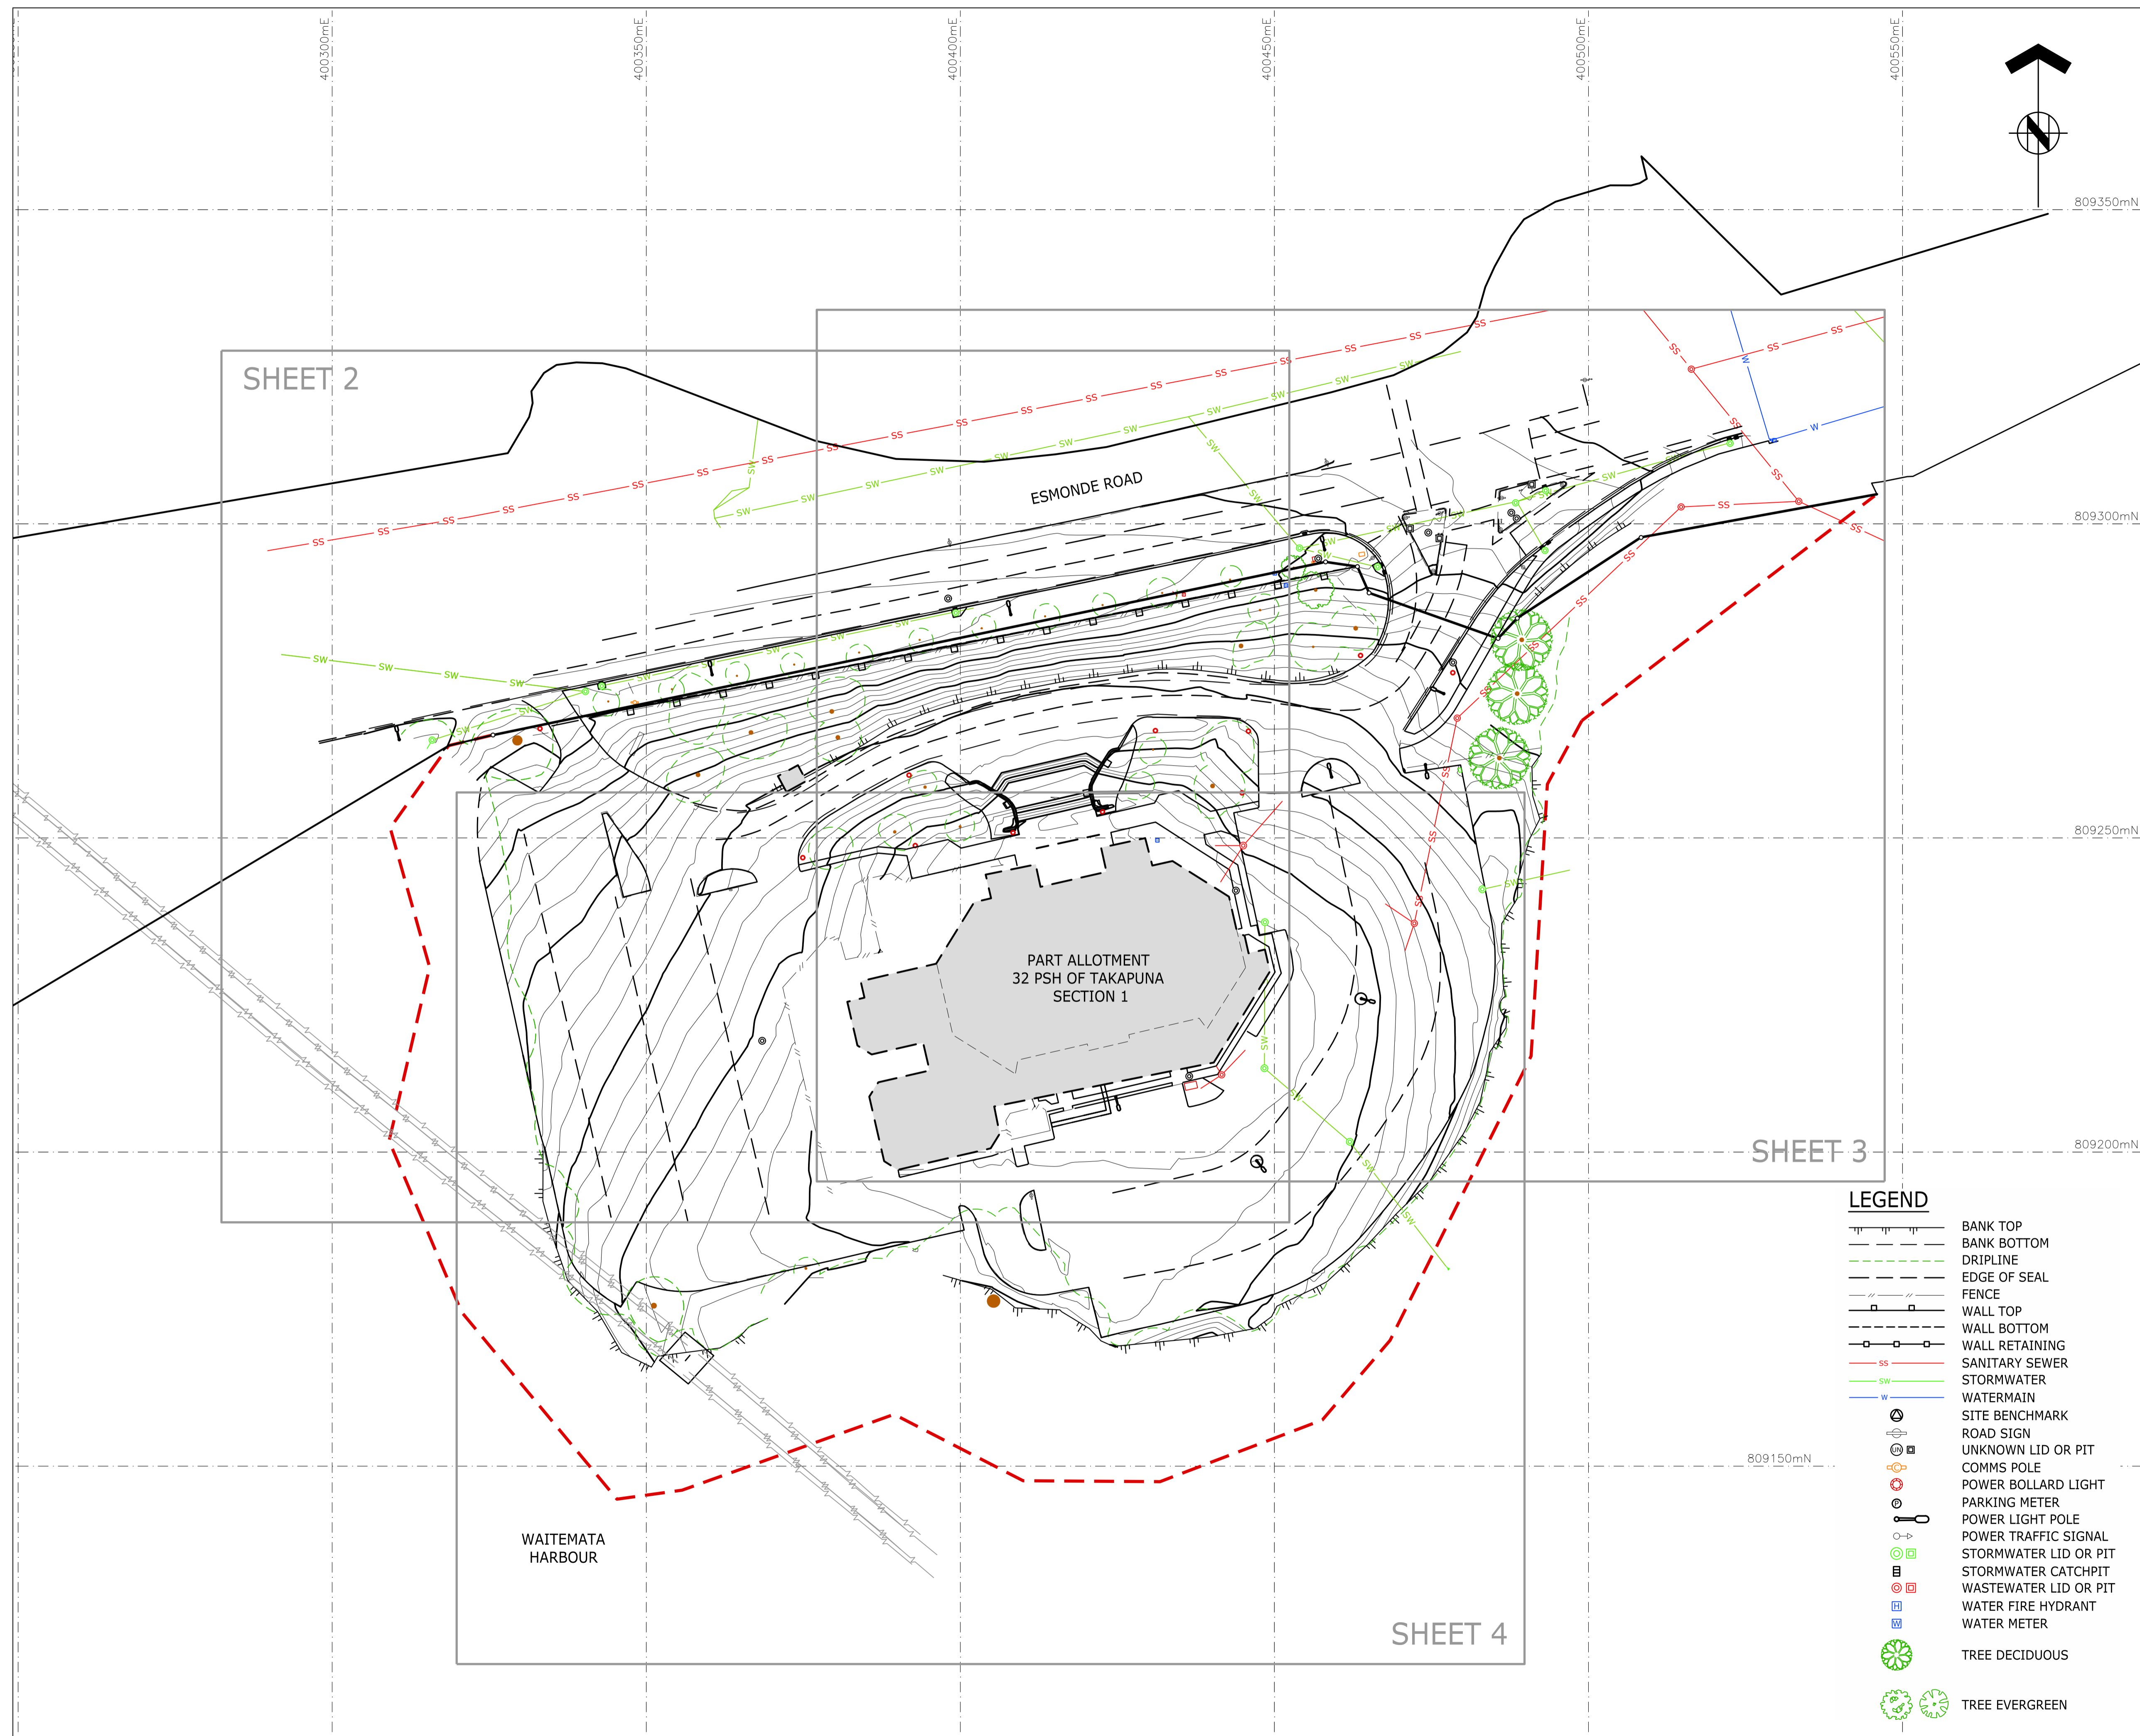 400300mE
400350mE
400400mE
400450mE
400500mE
400550mE
809350mN
SHEET 2
ESMONDE ROAD
809300mN
809250mN
PART ALLOTMENT
32 PSH OF TAKAPUNA
SECTION 1
809200mN
SHEET 3
LEGEND
BANK TOP
BANK BOTTOM
DRIPLINE
EDGE OF SEAL
FENCE
WALL TOP
WALL BOTTOM
WALL RETAINING
SS SANITARY SEWER
SW STORMWATER
W WATERMAIN
SITE BENCHMARK
ROAD SIGN
UN UNKNOWN LID OR PIT
C COMMS POLE
POWER BOLLARD LIGHT
P PARKING METER
POWER LIGHT POLE
POWER TRAFFIC SIGNAL
STORMWATER LID OR PIT
STORMWATER CATCHPIT
WASTEWATER LID OR PIT
H WATER FIRE HYDRANT
W WATER METER
TREE DECIDUOUS
TREE EVERGREEN
809150mN
WAITEMATA
HARBOUR
SHEET 4